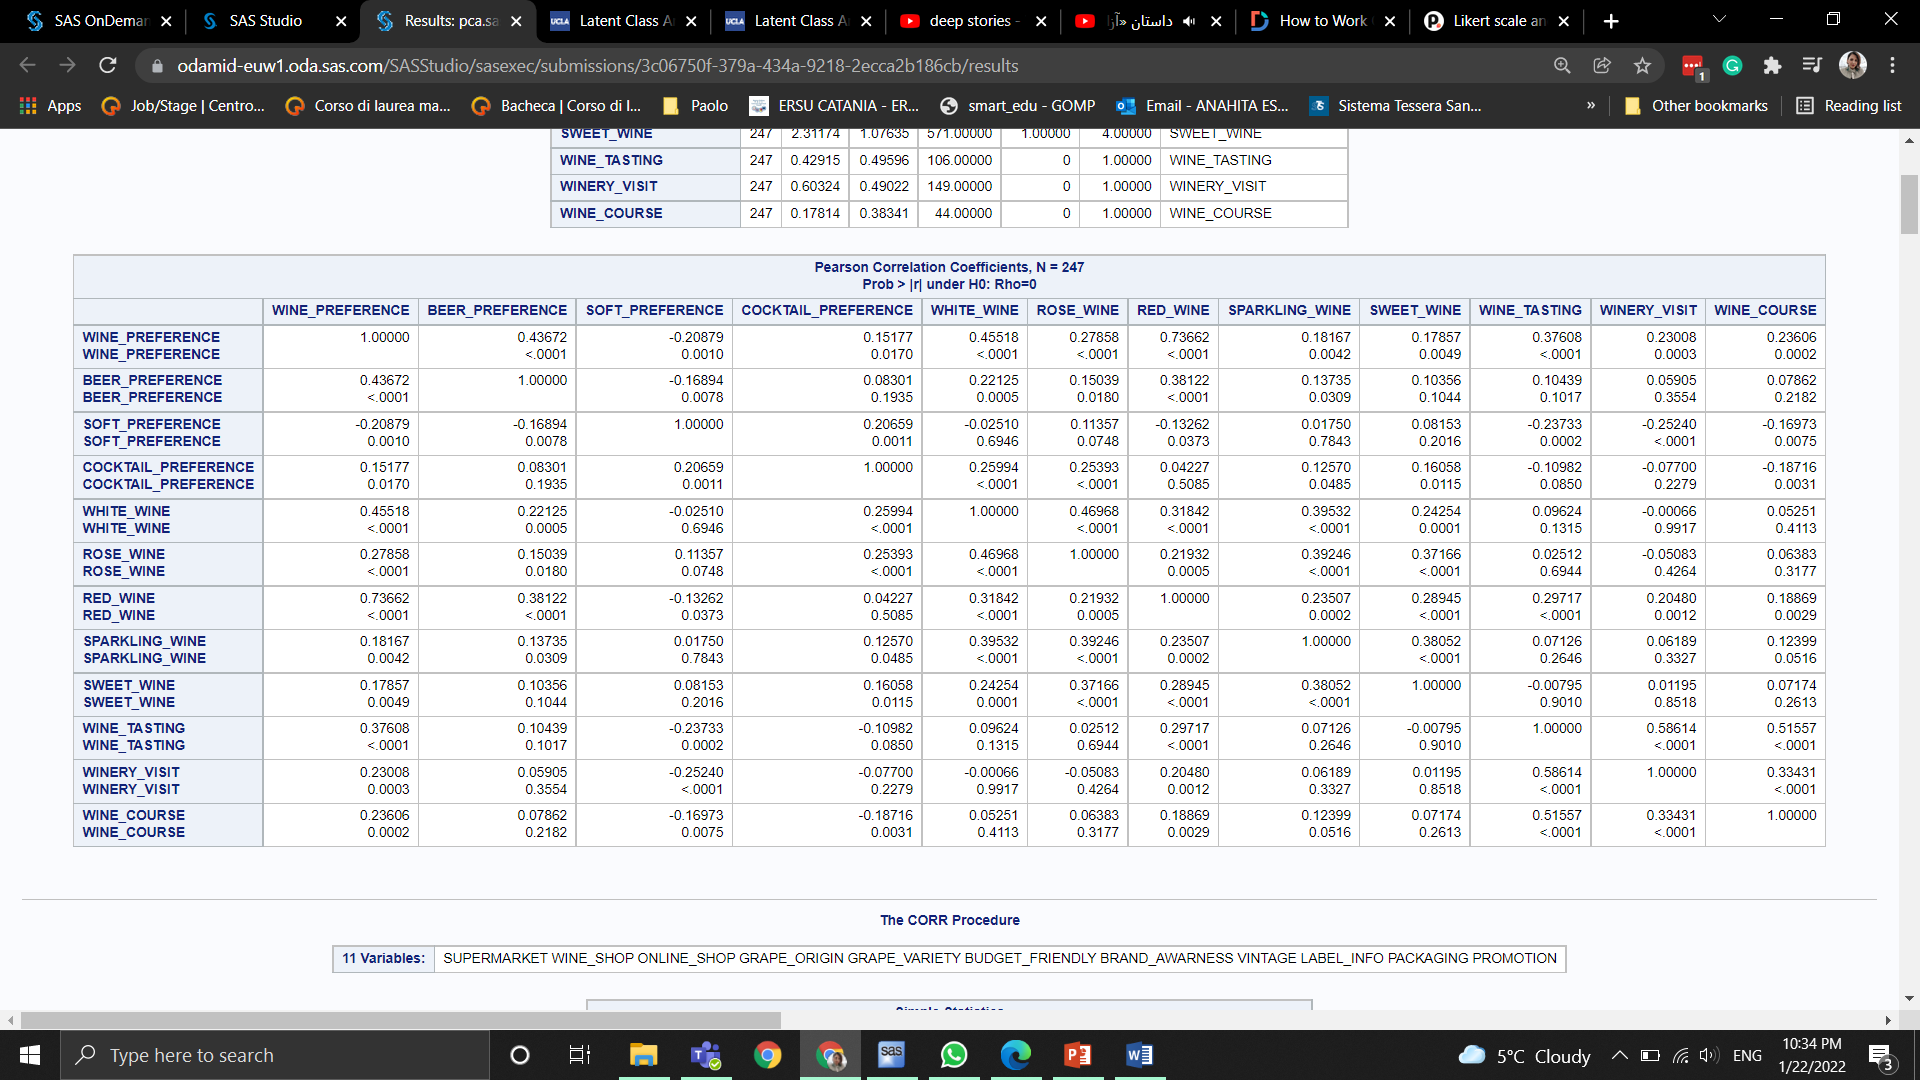 SAS OnDeman
SAS Studio
Results: pca.sa
Latent Class A
Latent Class A
deep stories -
داستان «آرا
How to Work
Likert scale an
odamid-euw1.oda.sas.com/SASStudio/sasexec/submissions/3c06750f-379a-434a-9218-2ecca2b186cb/results
Apps Job/Stage | Centro... Corso di laurea ma... Bacheca | Corso di l... Paolo ERSU CATANIA - ER... smart_edu - GOMP Email - ANAHITA ES... Sistema Tessera San... » Other bookmarks Reading list
SWEET_WINE 247 2.31174 1.07635 571.00000 1.00000 4.00000 SWEET_WINE
WINE_TASTING 247 0.42915 0.49596 106.00000 0 1.00000 WINE_TASTING
WINERY_VISIT 247 0.60324 0.49022 149.00000 0 1.00000 WINERY_VISIT
WINE_COURSE 247 0.17814 0.38341 44.00000 0 1.00000 WINE_COURSE
Pearson Correlation Coefficients, N = 247
Prob > |r| under H0: Rho=0
WINE_PREFERENCE BEER_PREFERENCE SOFT_PREFERENCE COCKTAIL_PREFERENCE WHITE_WINE ROSE_WINE RED_WINE SPARKLING_WINE SWEET_WINE WINE_TASTING WINERY_VISIT WINE_COURSE
WINE_PREFERENCE 1.00000 0.43672 -0.20879 0.15177 0.45518 0.27858 0.73662 0.18167 0.17857 0.37608 0.23008 0.23606
WINE_PREFERENCE <.0001 0.0010 0.0170 <.0001 <.0001 <.0001 0.0042 0.0049 <.0001 0.0003 0.0002
BEER_PREFERENCE 0.43672 1.00000 -0.16894 0.08301 0.22125 0.15039 0.38122 0.13735 0.10356 0.10439 0.05905 0.07862
BEER_PREFERENCE <.0001 0.0078 0.1935 0.0005 0.0180 <.0001 0.0309 0.1044 0.1017 0.3554 0.2182
SOFT_PREFERENCE -0.20879 -0.16894 1.00000 0.20659 -0.02510 0.11357 -0.13262 0.01750 0.08153 -0.23733 -0.25240 -0.16973
SOFT_PREFERENCE 0.0010 0.0078 0.0011 0.6946 0.0748 0.0373 0.7843 0.2016 0.0002 <.0001 0.0075
COCKTAIL_PREFERENCE 0.15177 0.08301 0.20659 1.00000 0.25994 0.25393 0.04227 0.12570 0.16058 -0.10982 -0.07700 -0.18716
COCKTAIL_PREFERENCE 0.0170 0.1935 0.0011 <.0001 <.0001 0.5085 0.0485 0.0115 0.0850 0.2279 0.0031
WHITE_WINE 0.45518 0.22125 -0.02510 0.25994 1.00000 0.46968 0.31842 0.39532 0.24254 0.09624 -0.00066 0.05251
WHITE_WINE <.0001 0.0005 0.6946 <.0001 <.0001 <.0001 <.0001 0.0001 0.1315 0.9917 0.4113
ROSE_WINE 0.27858 0.15039 0.11357 0.25393 0.46968 1.00000 0.21932 0.39246 0.37166 0.02512 -0.05083 0.06383
ROSE_WINE <.0001 0.0180 0.0748 <.0001 <.0001 0.0005 <.0001 <.0001 0.6944 0.4264 0.3177
RED_WINE 0.73662 0.38122 -0.13262 0.04227 0.31842 0.21932 1.00000 0.23507 0.28945 0.29717 0.20480 0.18869
RED_WINE <.0001 <.0001 0.0373 0.5085 <.0001 0.0005 0.0002 <.0001 <.0001 0.0012 0.0029
SPARKLING_WINE 0.18167 0.13735 0.01750 0.12570 0.39532 0.39246 0.23507 1.00000 0.38052 0.07126 0.06189 0.12399
SPARKLING_WINE 0.0042 0.0309 0.7843 0.0485 <.0001 <.0001 0.0002 <.0001 0.2646 0.3327 0.0516
SWEET_WINE 0.17857 0.10356 0.08153 0.16058 0.24254 0.37166 0.28945 0.38052 1.00000 -0.00795 0.01195 0.07174
SWEET_WINE 0.0049 0.1044 0.2016 0.0115 0.0001 <.0001 <.0001 <.0001 0.9010 0.8518 0.2613
WINE_TASTING 0.37608 0.10439 -0.23733 -0.10982 0.09624 0.02512 0.29717 0.07126 -0.00795 1.00000 0.58614 0.51557
WINE_TASTING <.0001 0.1017 0.0002 0.0850 0.1315 0.6944 <.0001 0.2646 0.9010 <.0001 <.0001
WINERY_VISIT 0.23008 0.05905 -0.25240 -0.07700 -0.00066 -0.05083 0.20480 0.06189 0.01195 0.58614 1.00000 0.33431
WINERY_VISIT 0.0003 0.3554 <.0001 0.2279 0.9917 0.4264 0.0012 0.3327 0.8518 <.0001 <.0001
WINE_COURSE 0.23606 0.07862 -0.16973 -0.18716 0.05251 0.06383 0.18869 0.12399 0.07174 0.51557 0.33431 1.00000
WINE_COURSE 0.0002 0.2182 0.0075 0.0031 0.4113 0.3177 0.0029 0.0516 0.2613 <.0001 <.0001
The CORR Procedure
11 Variables: SUPERMARKET WINE_SHOP ONLINE_SHOP GRAPE_ORIGIN GRAPE_VARIETY BUDGET_FRIENDLY BRAND_AWARNESS VINTAGE LABEL_INFO PACKAGING PROMOTION
Simple Statistics
Type here to search
5°C Cloudy
ENG
10:34 PM
1/22/2022
3